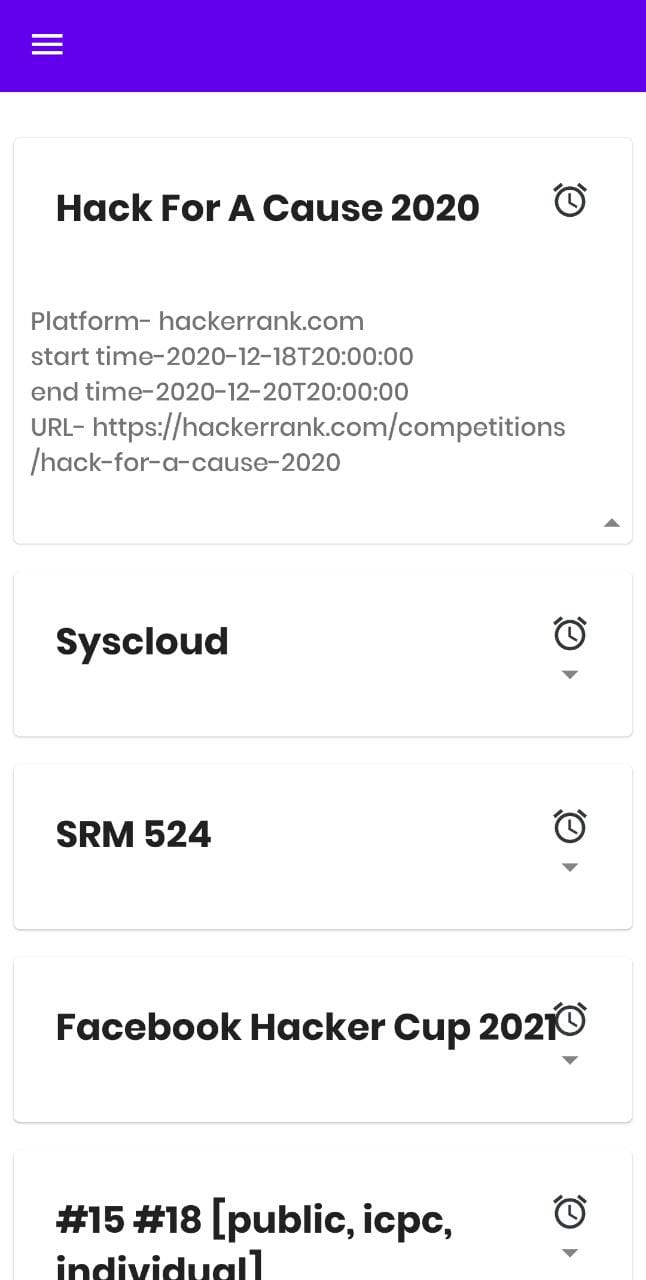 Hack For A Cause 2020
Platform- hackerrank.com
start time-2020-12-18T20:00:00
end time-2020-12-20T20:00:00
URL- https://hackerrank.com/competitions
/hack-for-a-cause-2020
Syscloud
SRM 524
Facebook Hacker Cup 2021
#15 #18 [public, icpc,
individual]